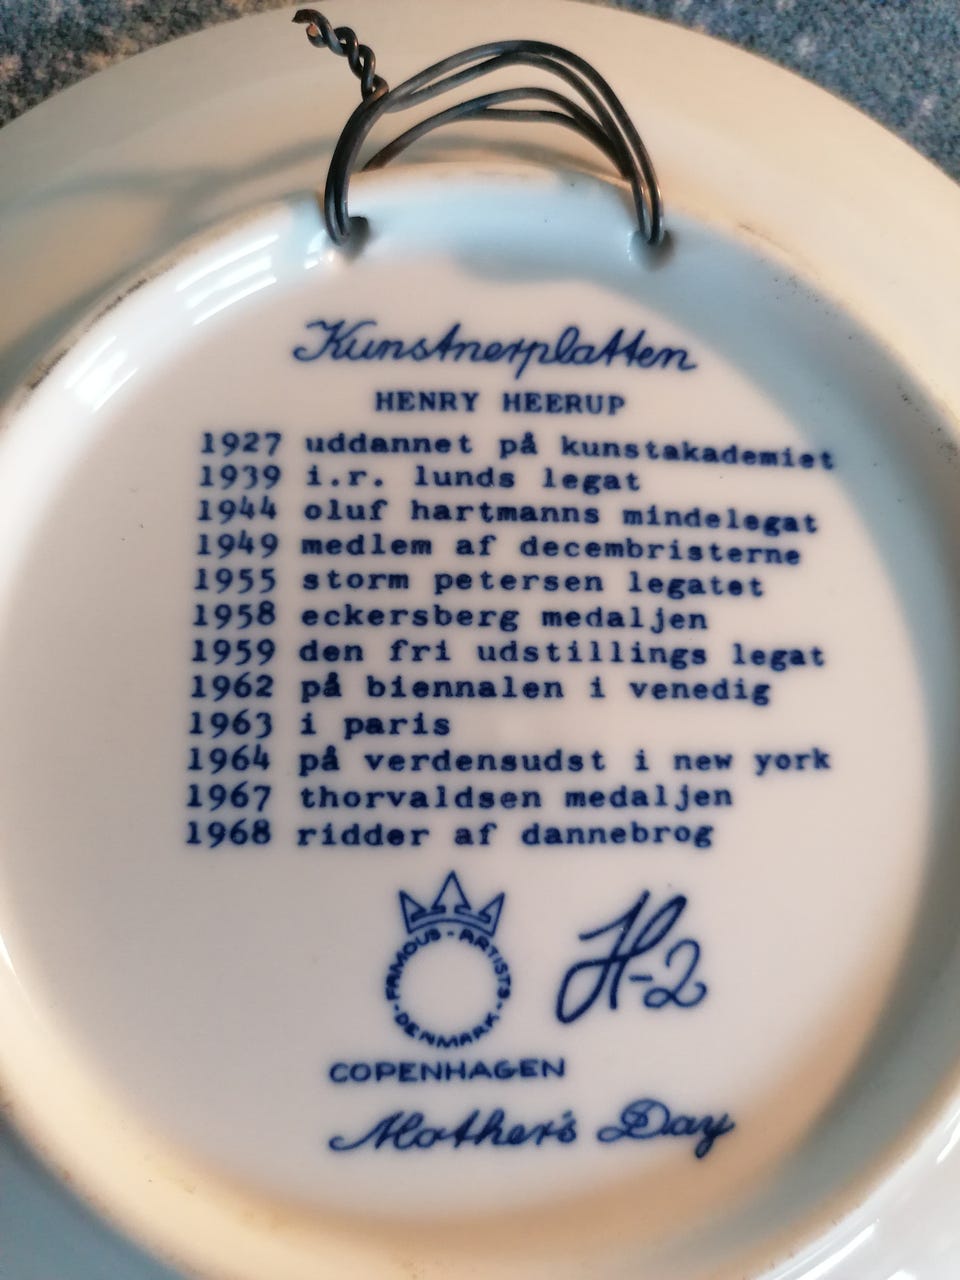 Kunstnerplatten
HENRY HEERUP
1927 uddannet på kunstakademiet
1939 i.r. lunds legat
1944 oluf hartmanns mindelegat
1949 medlem af decembristerne
1955 storm petersen legatet
1958 eckersberg medaljen
1959 den fri udstillings legat
1962 på biennalen i venedig
1963 i paris
1964 på verdensudst i new york
1967 thorvaldsen medaljen
1968 ridder af dannebrog
FAMOUS - ARTISTS - DENMARK -
H-2
COPENHAGEN
Mother's Day